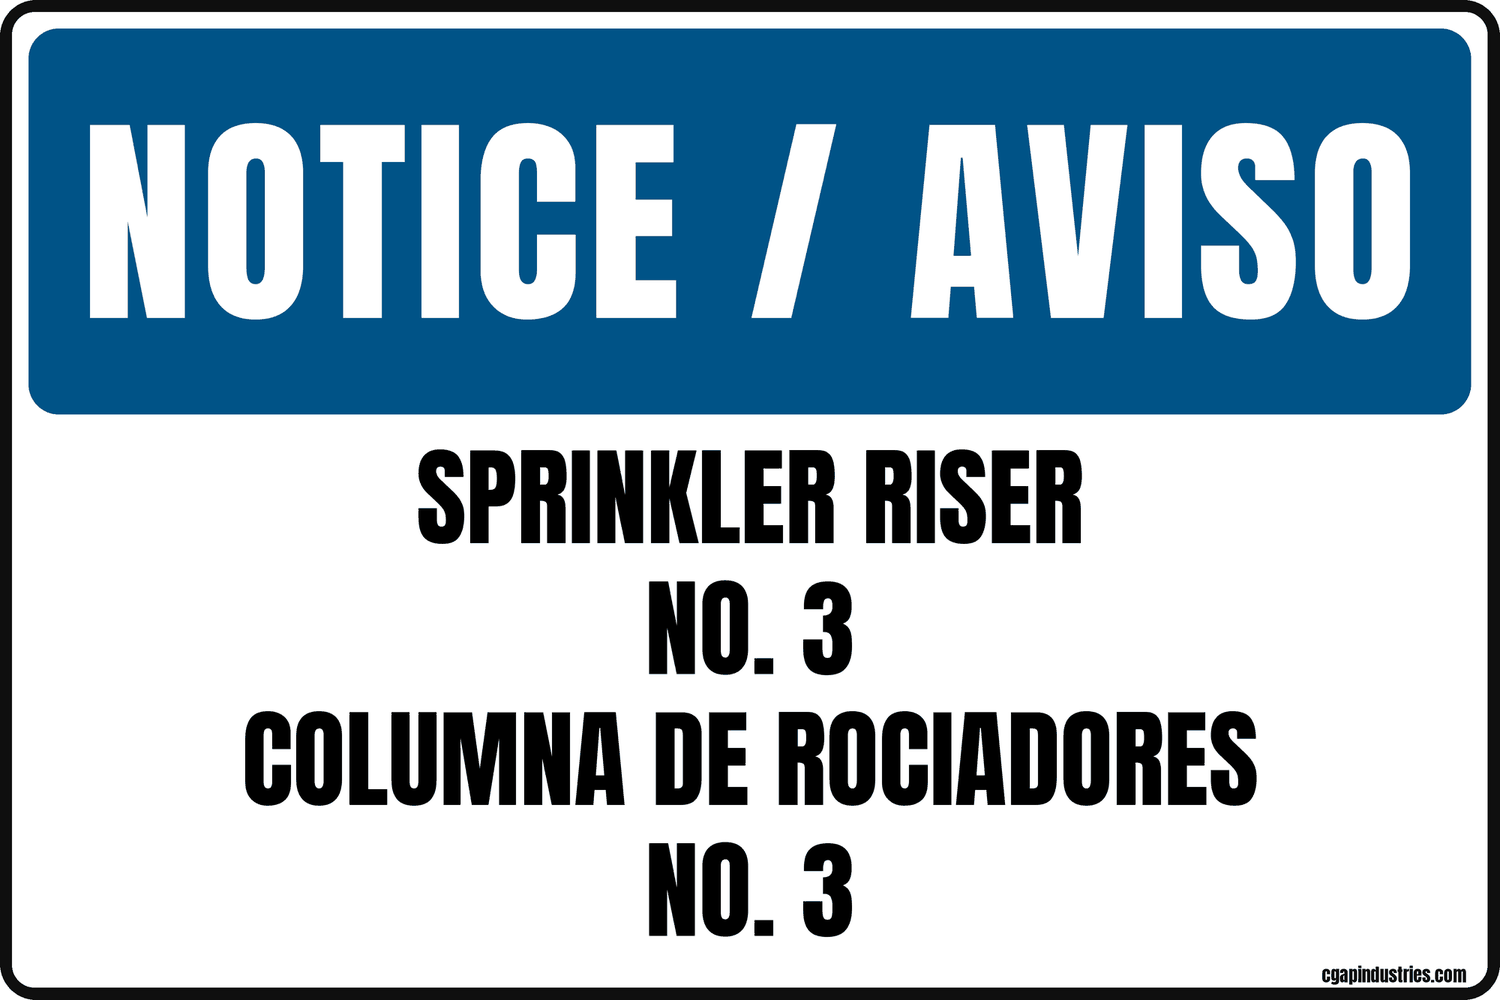 NOTICE / AVISO
SPRINKLER RISER
NO. 3
COLUMNA DE ROCIADORES
NO. 3
cgapindustries.com